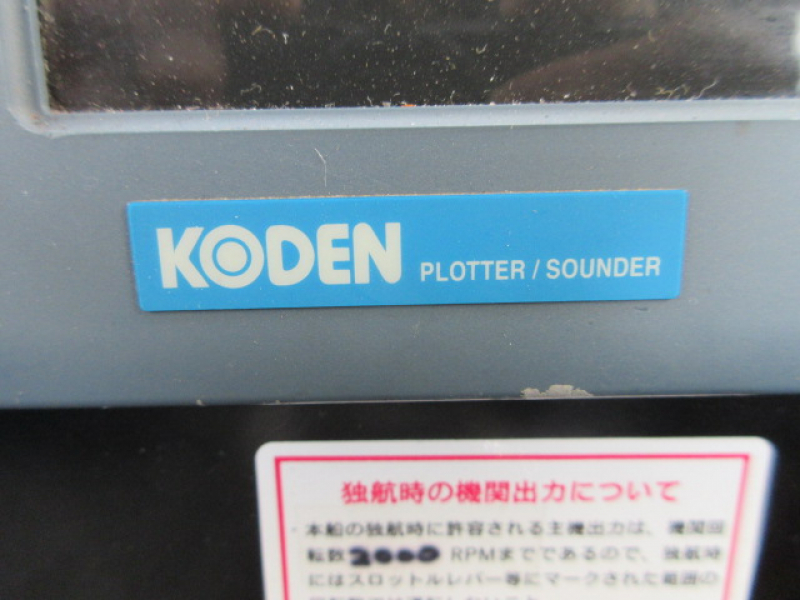 KODEN PLOTTER / SOUNDER
独航時の機関出力について
・本船の独航時に許容される主機出力は、機関回
転数2000 RPMまでであるので、独航時
にはスロットルレバー等にマークされた範囲の